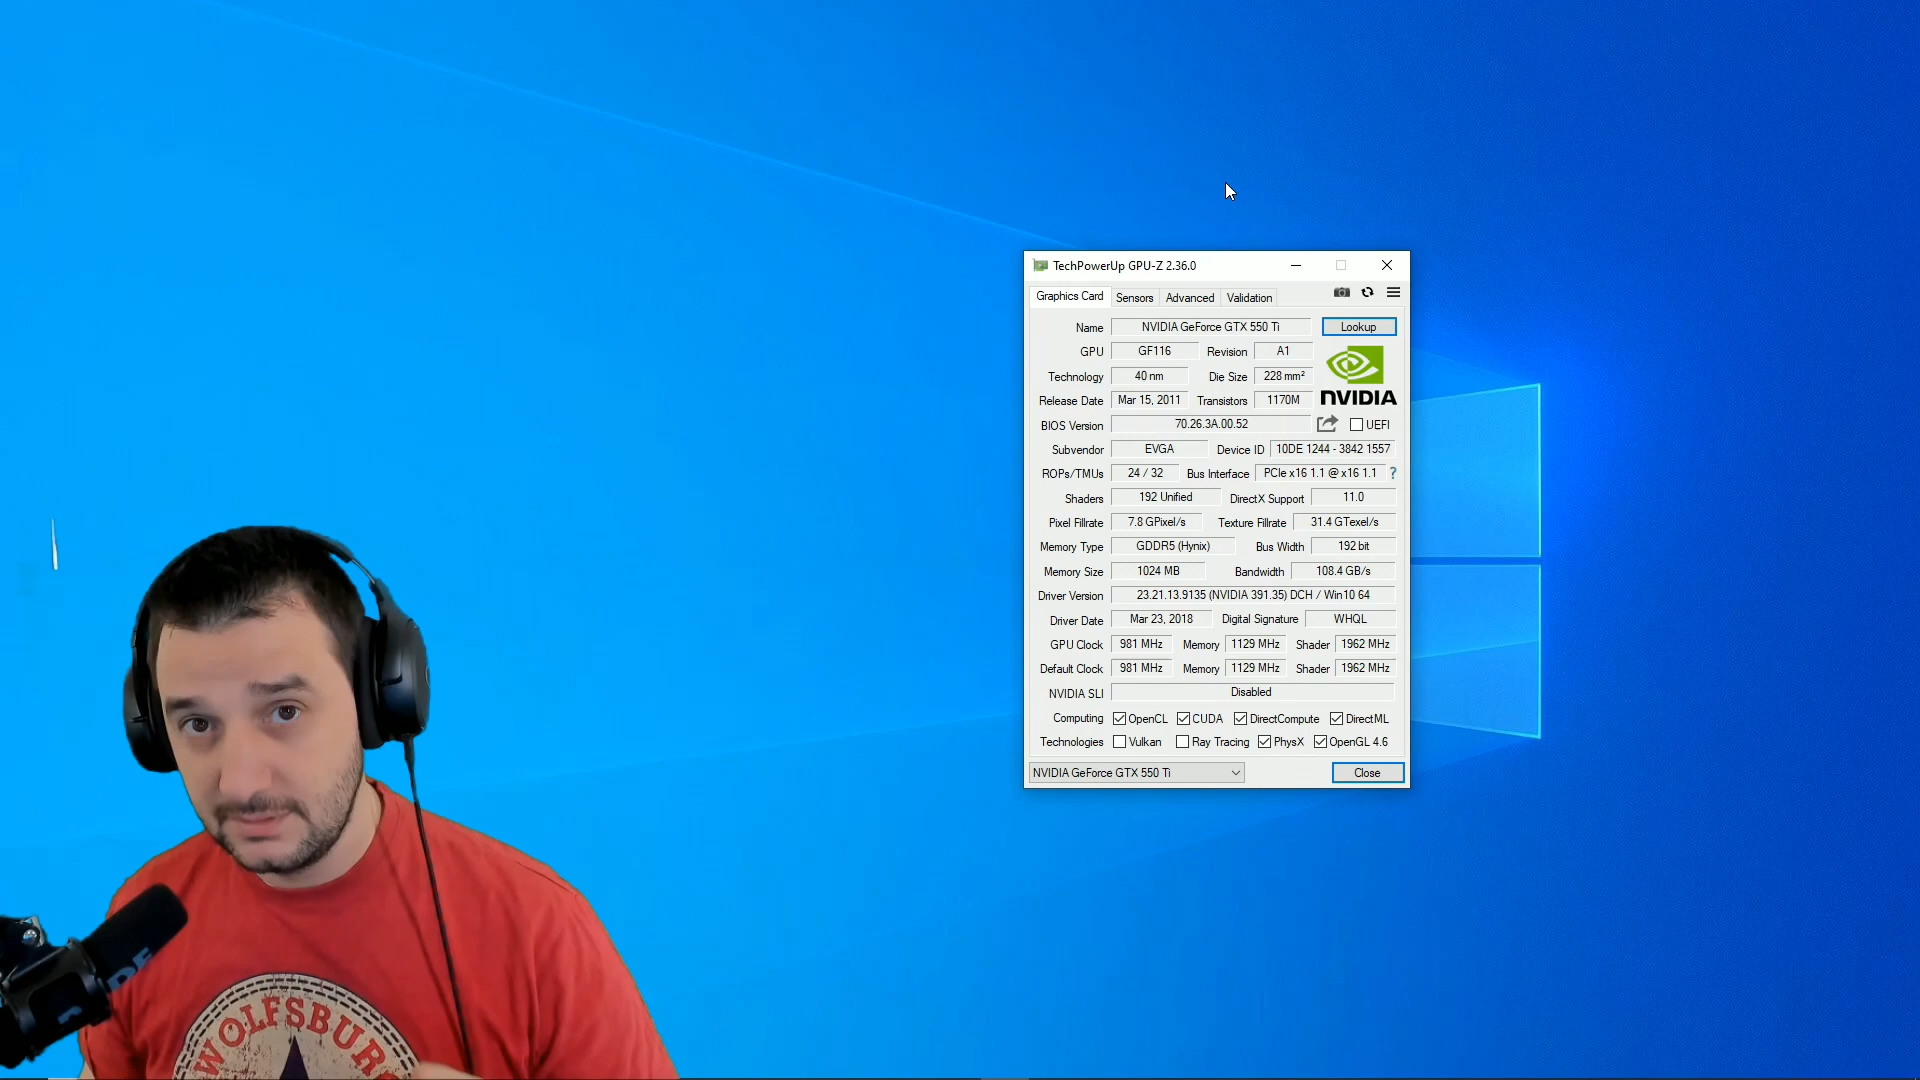 TechPowerUp GPU-Z 2.36.0
Graphics Card Sensors Advanced Validation
Name NVIDIA GeForce GTX 550 Ti Lookup
GPU GF116 Revision A1
Technology 40 nm Die Size 228 mm²
Release Date Mar 15, 2011 Transistors 1170M
NVIDIA
BIOS Version 70.26.3A.00.52 UEFI
Subvendor EVGA Device ID 10DE 1244 - 3842 1557
ROPs/TMUs 24 / 32 Bus Interface PCIe x16 1.1 @ x16 1.1 ?
Shaders 192 Unified DirectX Support 11.0
Pixel Fillrate 7.8 GPixel/s Texture Fillrate 31.4 GTexel/s
Memory Type GDDR5 (Hynix) Bus Width 192 bit
Memory Size 1024 MB Bandwidth 108.4 GB/s
Driver Version 23.21.13.9135 (NVIDIA 391.35) DCH / Win10 64
Driver Date Mar 23, 2018 Digital Signature WHQL
GPU Clock 981 MHz Memory 1129 MHz Shader 1962 MHz
Default Clock 981 MHz Memory 1129 MHz Shader 1962 MHz
NVIDIA SLI Disabled
Computing OpenCL CUDA DirectCompute DirectML
Technologies Vulkan Ray Tracing PhysX OpenGL 4.6
NVIDIA GeForce GTX 550 Ti Close
WOLFSBURG